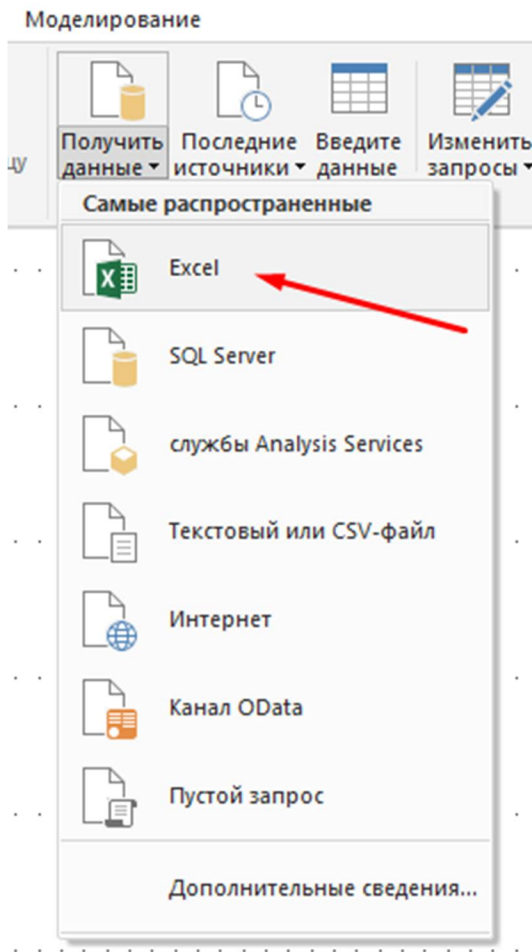 Моделирование
Получить данные
Последние источники
Введите данные
Изменить запросы
цу
Самые распространенные
Excel
SQL Server
службы Analysis Services
Текстовый или CSV-файл
Интернет
Канал OData
Пустой запрос
Дополнительные сведения...